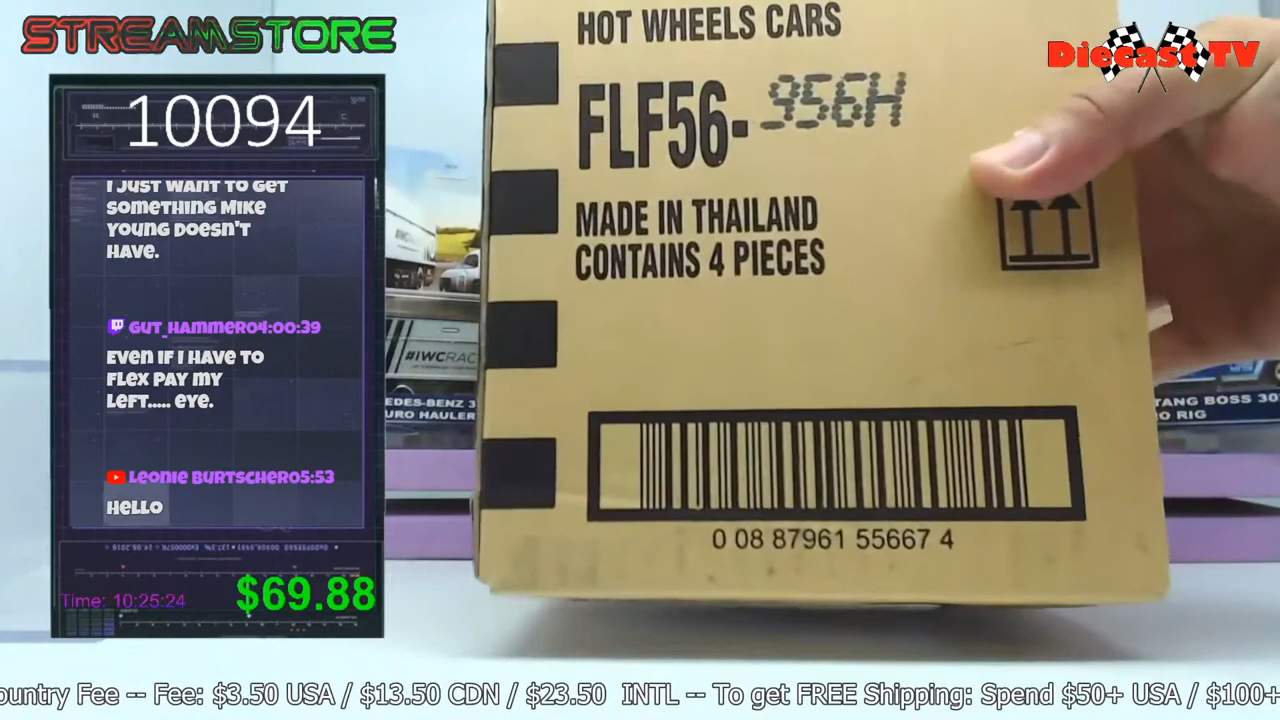 STREAMSTORE
10094
I just want to get
something Mike
Young doesn't
have.
Gut_Hammer04:00:39
Even if I have to
flex pay my
left..... eye.
Leonie Burtscher05:53
Hello
Time: 10:25:24
$69.88
HOT WHEELS CARS
FLF56-956H
MADE IN THAILAND
CONTAINS 4 PIECES
0 08 87961 55667 4
Diecast TV
#IWCRAC
EDES-BENZ 3
URO HAULER
TANG BOSS 30
O RIG
ountry Fee -- Fee: $3.50 USA / $13.50 CDN / $23.50 INTL -- To get FREE Shipping: Spend $50+ USA / $100+